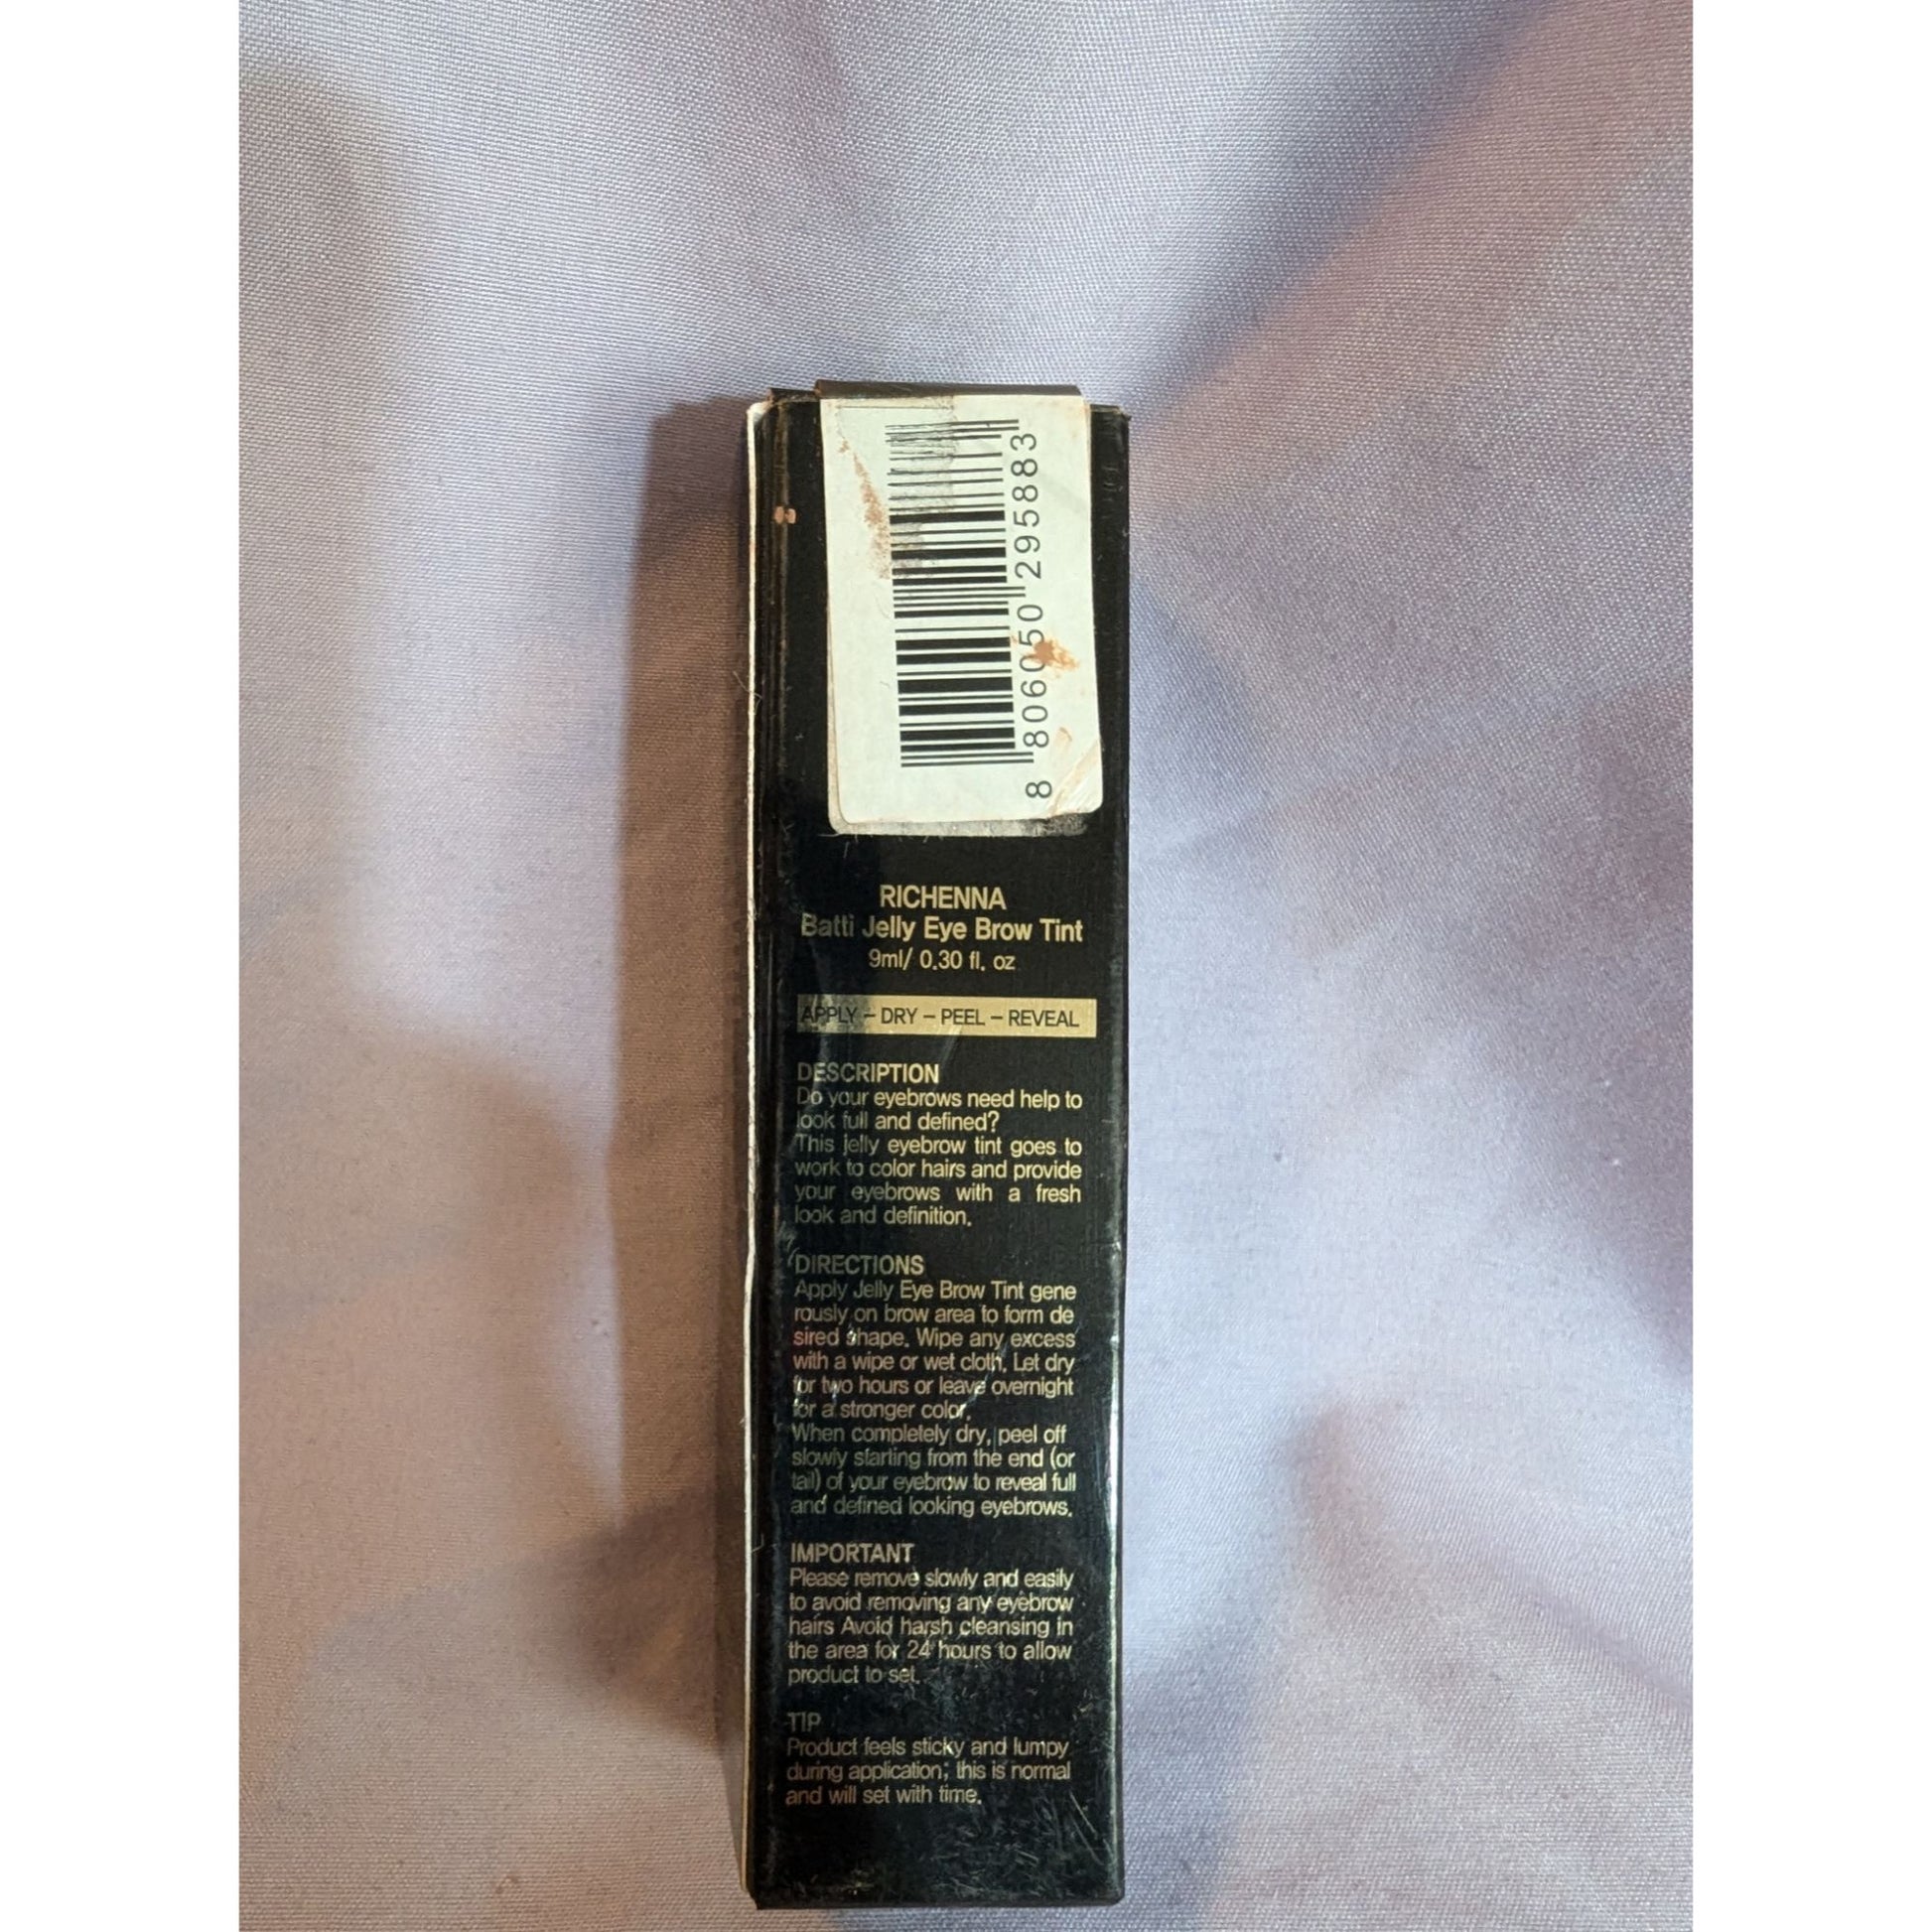 8 806050 295883
RICHENNA
Batti Jelly Eye Brow Tint
9ml/ 0.30 fl. oz
APPLY – DRY – PEEL – REVEAL
DESCRIPTION
Do your eyebrows need help to
look full and defined?
This jelly eyebrow tint goes to
work to color hairs and provide
your eyebrows with a fresh
look and definition.
DIRECTIONS
Apply Jelly Eye Brow Tint gene
rously on brow area to form de
sired shape. Wipe any excess
with a wipe or wet cloth. Let dry
for two hours or leave overnight
for a stronger color.
When completely dry, peel off
slowly starting from the end (or
tail) of your eyebrow to reveal full
and defined looking eyebrows.
IMPORTANT
Please remove slowly and easily
to avoid removing any eyebrow
hairs Avoid harsh cleansing in
the area for 24 hours to allow
product to set.
TIP
Product feels sticky and lumpy
during application; this is normal
and will set with time.